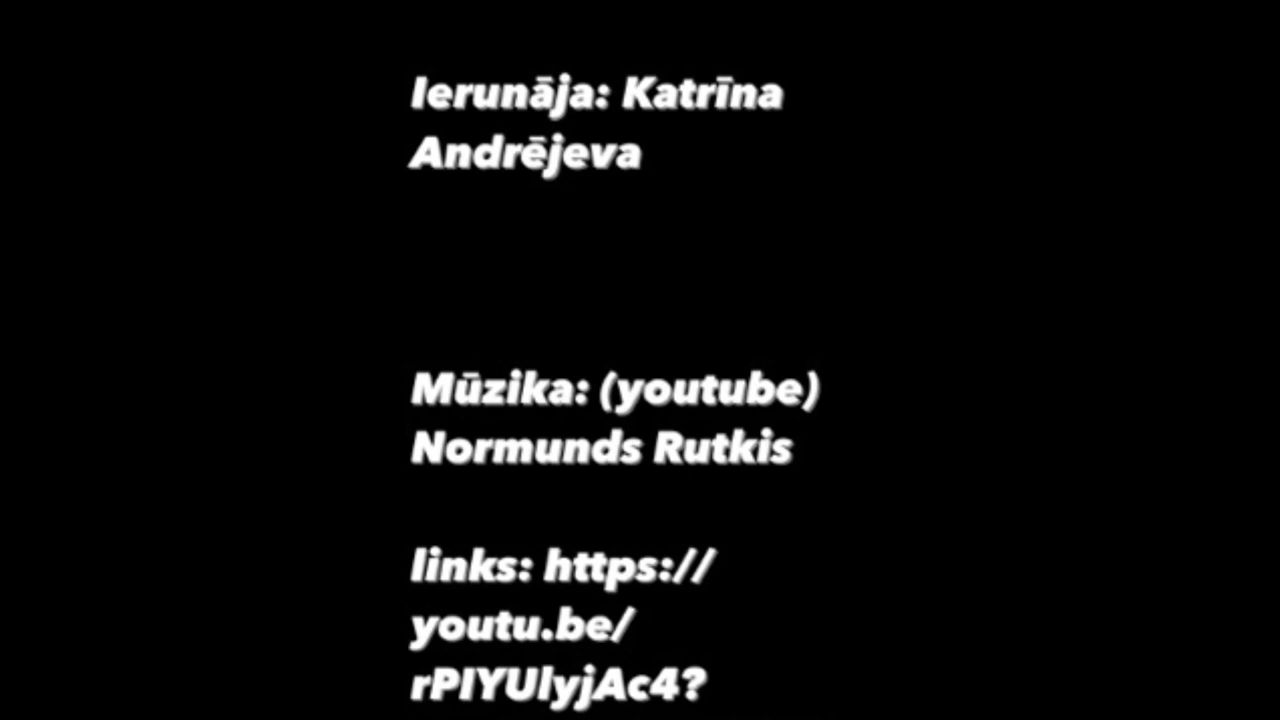 Ierunāja: Katrīna
Andrējeva
Mūzika: (youtube)
Normunds Rutkis
links: https://
youtu.be/
rPIYUlyjAc4?